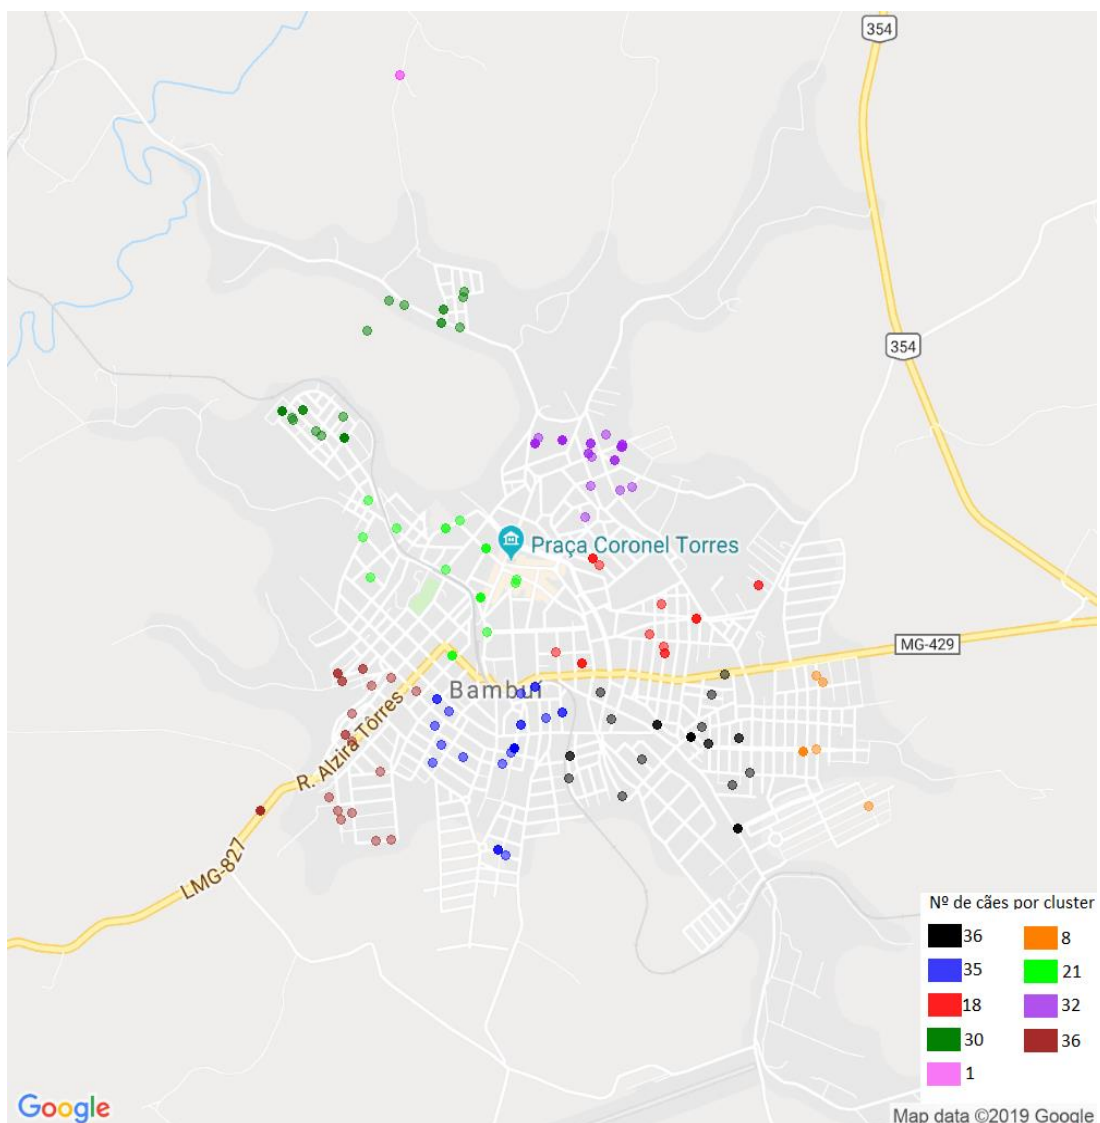 354
354
Praça Coronel Torres
MG-429
Bambuí
R. Alzira Torres
LMG-827
Nº de cães por cluster
36 8
35 21
18 32
30 36
1
Google
Map data ©2019 Google